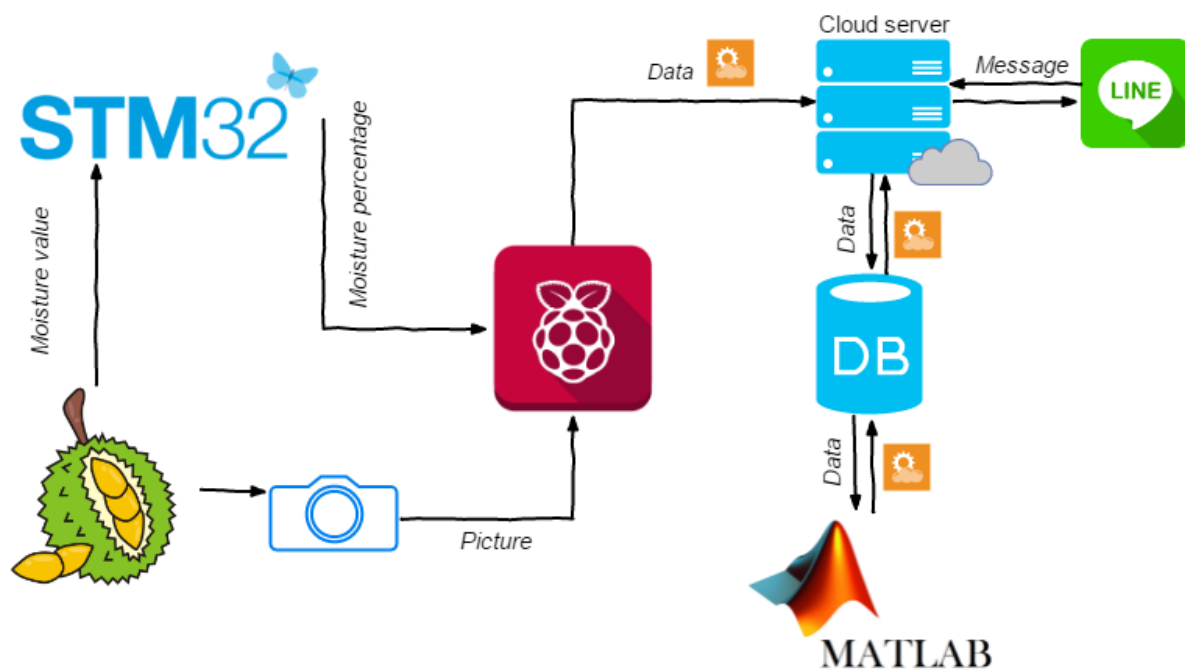 Cloud server
Data
Message
LINE
STM32
Moisture value
Moisture percentage
Data
DB
Data
Picture
MATLAB